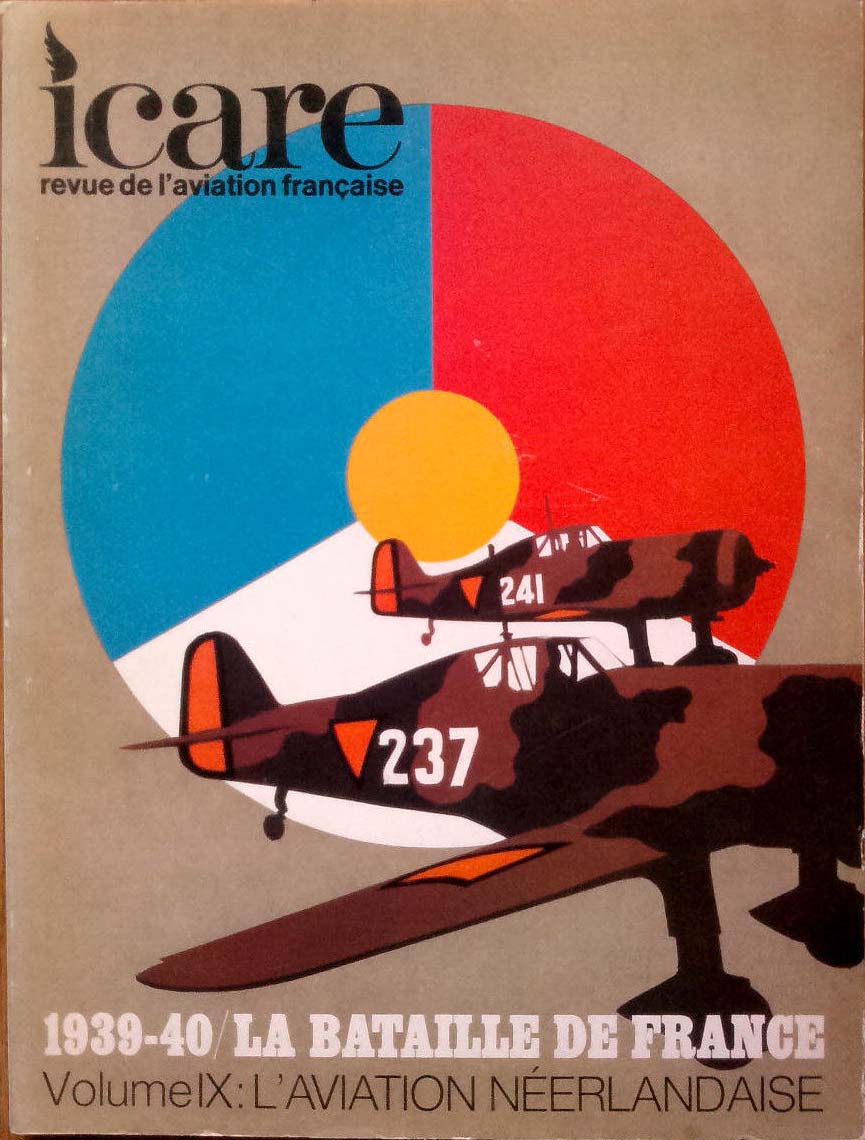 icare
revue de l'aviation française
241
237
1939-40/LA BATAILLE DE FRANCE
Volume IX: L'AVIATION NÉERLANDAISE